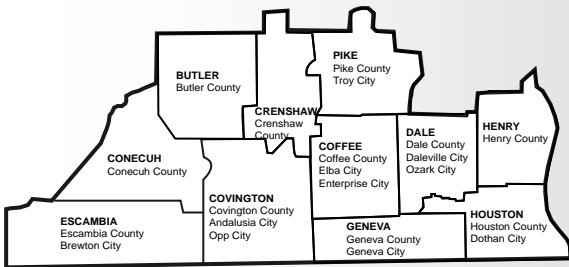 BUTLER
Butler County
PIKE
Pike County
Troy City
CRENSHAW
Crenshaw
County
CONECUH
Conecuh County
COFFEE
Coffee County
Elba City
Enterprise City
DALE
Dale County
Daleville City
Ozark City
HENRY
Henry County
ESCAMBIA
Escambia County
Brewton City
COVINGTON
Covington County
Andalusia City
Opp City
GENEVA
Geneva County
Geneva City
HOUSTON
Houston County
Dothan City